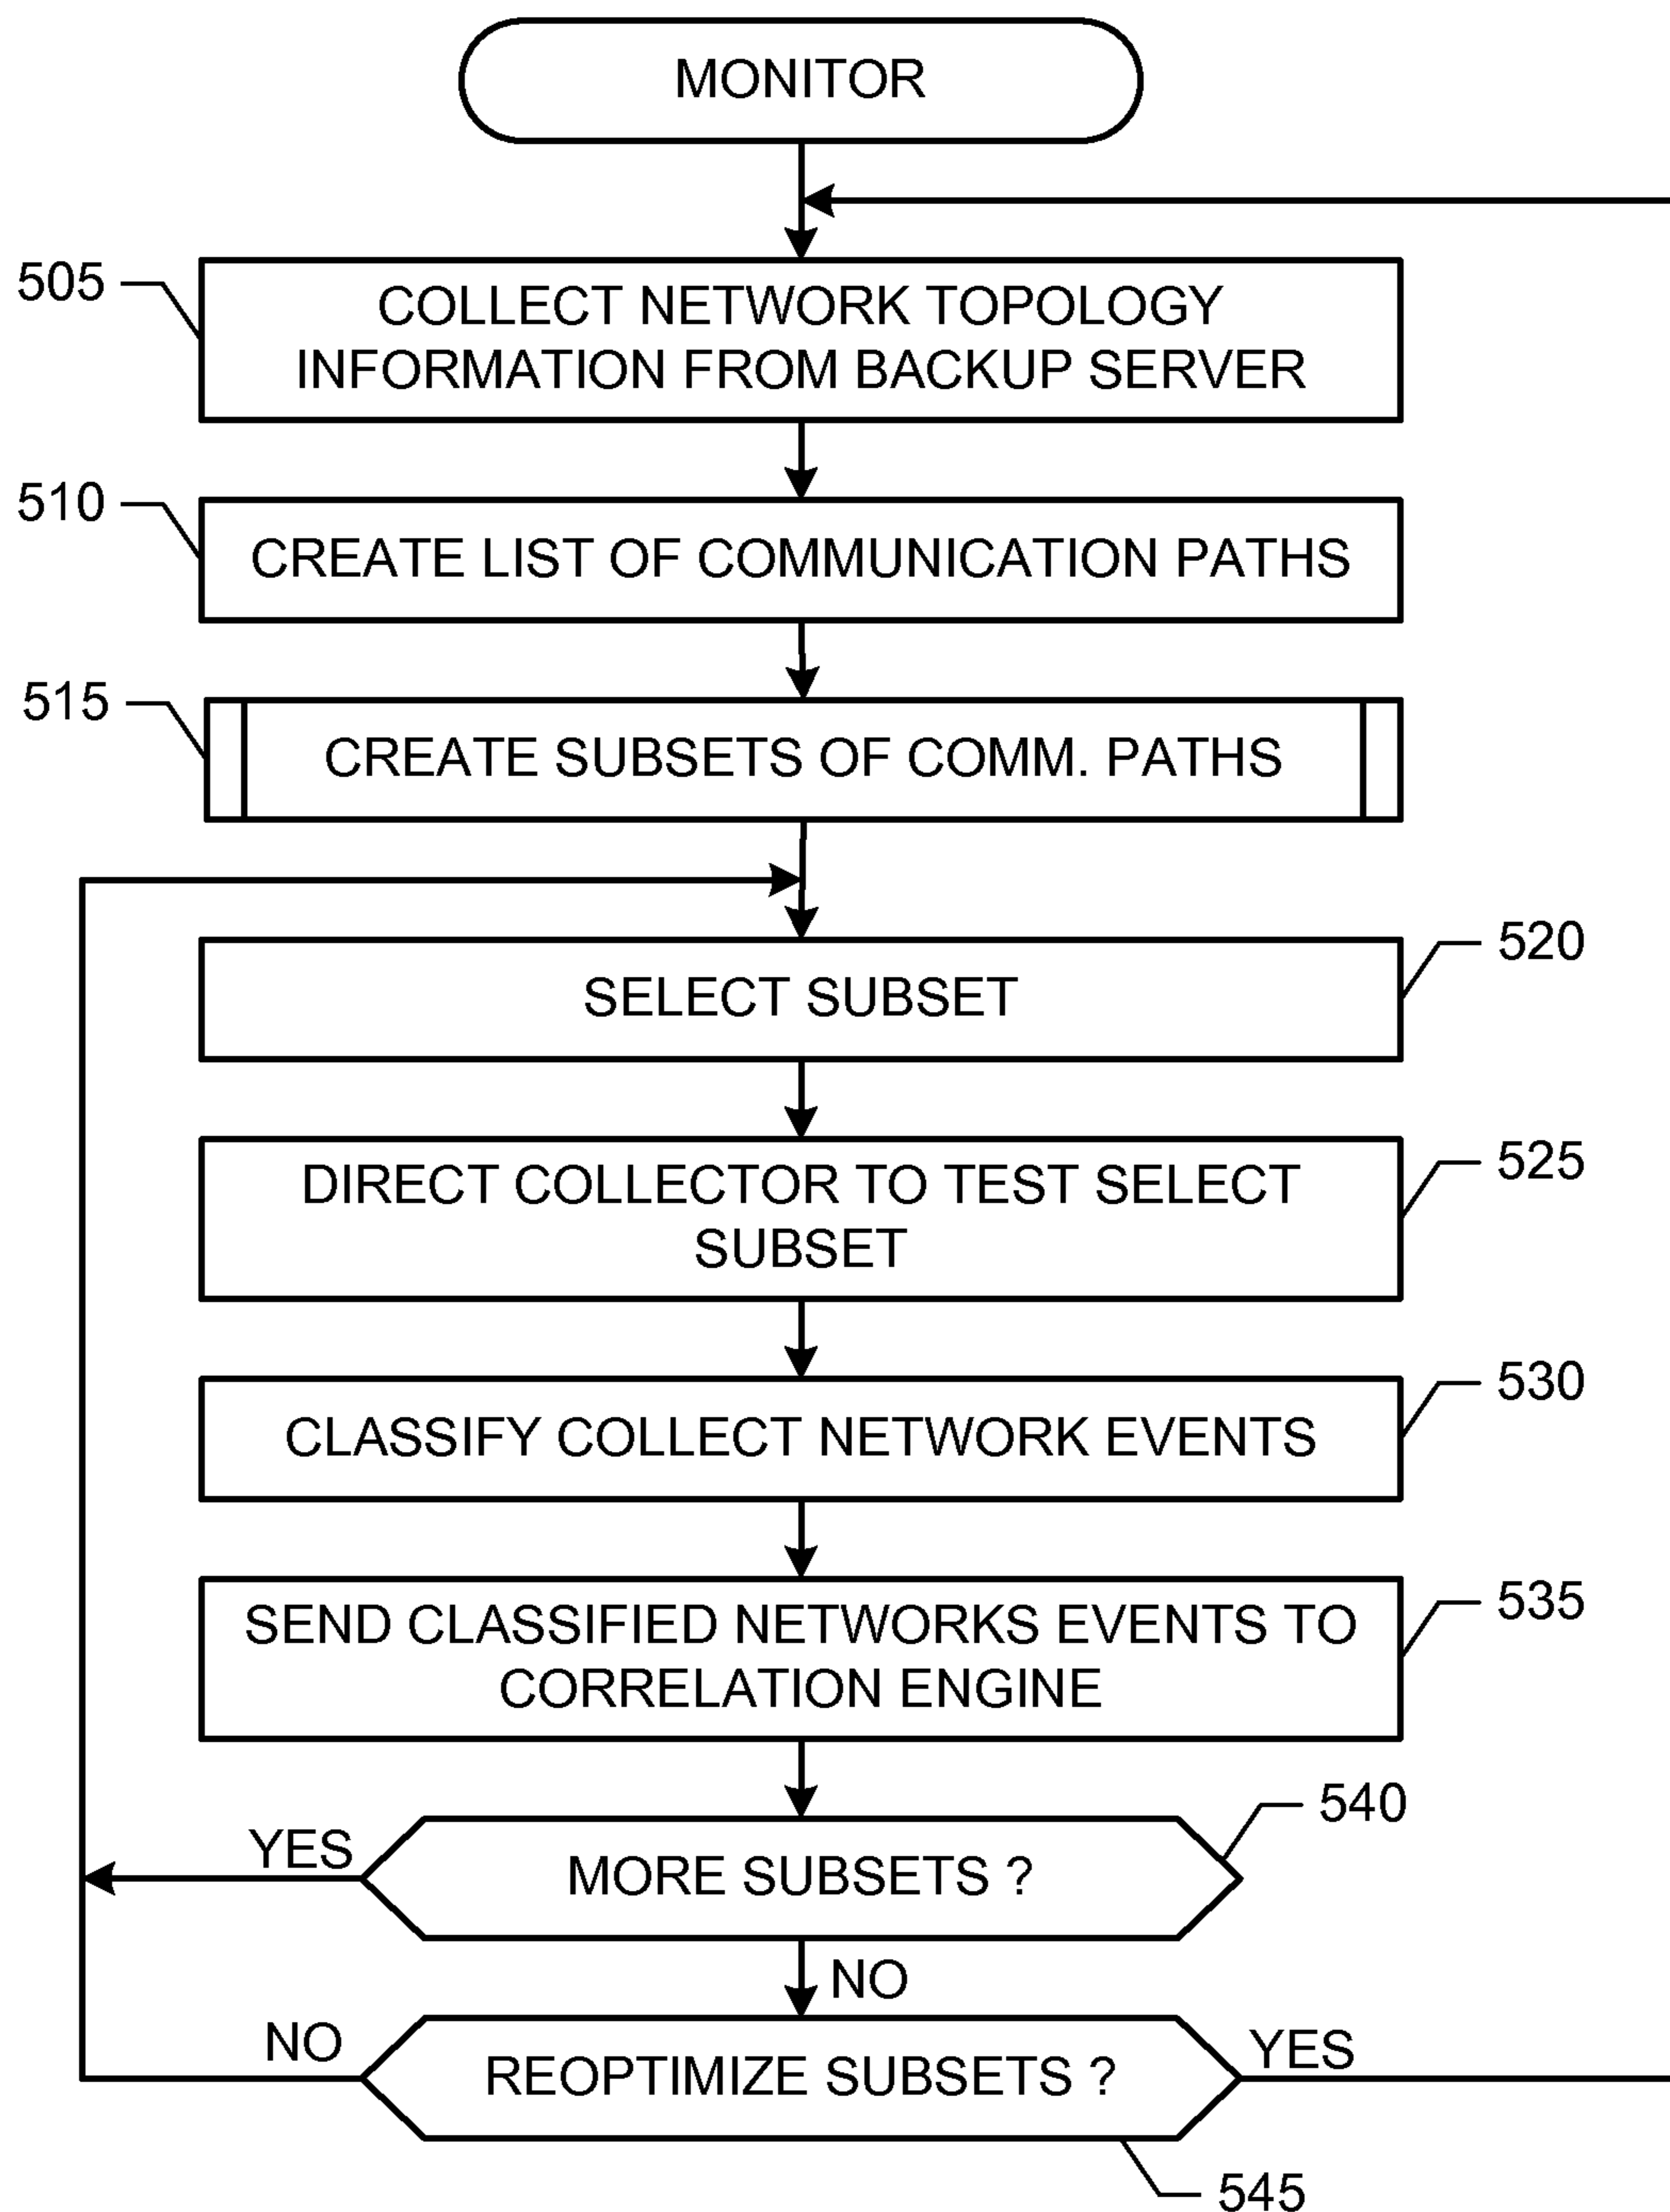 MONITOR
505
COLLECT NETWORK TOPOLOGY
INFORMATION FROM BACKUP SERVER
510
CREATE LIST OF COMMUNICATION PATHS
515
CREATE SUBSETS OF COMM. PATHS
520
SELECT SUBSET
525
DIRECT COLLECTOR TO TEST SELECT
SUBSET
530
CLASSIFY COLLECT NETWORK EVENTS
535
SEND CLASSIFIED NETWORKS EVENTS TO
CORRELATION ENGINE
540
YES
MORE SUBSETS ?
NO
NO
REOPTIMIZE SUBSETS ?
YES
545